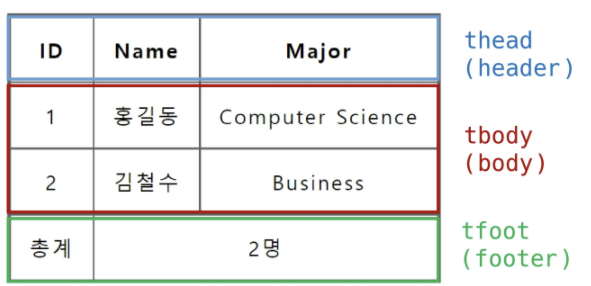 ID Name Major
thead
(header)
1 홍길동 Computer Science
2 김철수 Business
tbody
(body)
총계 2명
tfoot
(footer)